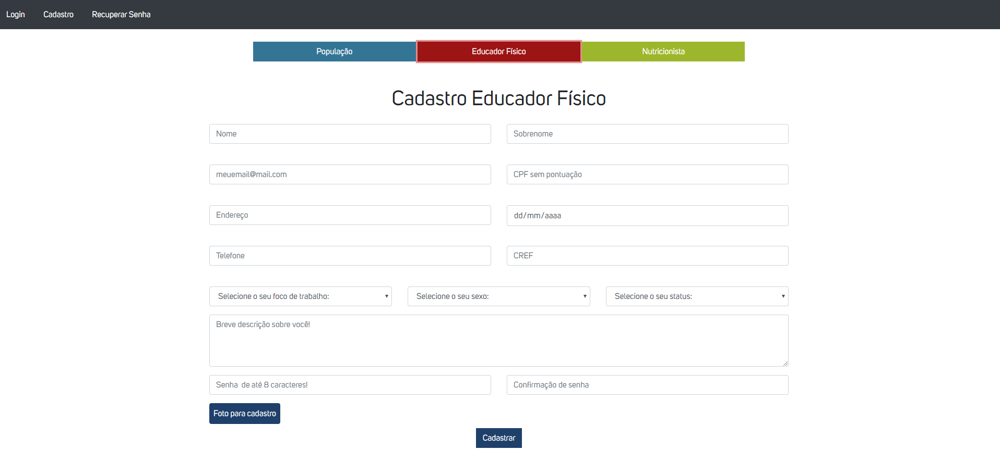 Login Cadastro Recuperar Senha
População Educador Físico Nutricionista
Cadastro Educador Físico
Nome Sobrenome
meuemail@mail.com CPF sem pontuação
Endereço dd/mm/aaaa
Telefone CREF
Selecione o seu foco de trabalho: Selecione o seu sexo: Selecione o seu status:
Breve descrição sobre você!
Senha  de até 8 caracteres! Confirmação de senha
Foto para cadastro
Cadastrar